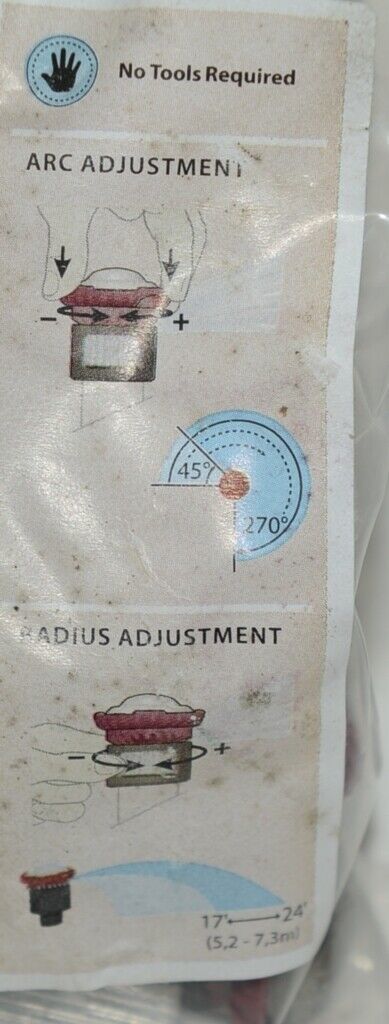 No Tools Required
ARC ADJUSTMENT
- +
45°
270°
RADIUS ADJUSTMENT
- +
17' 24'
(5,2 - 7,3m)